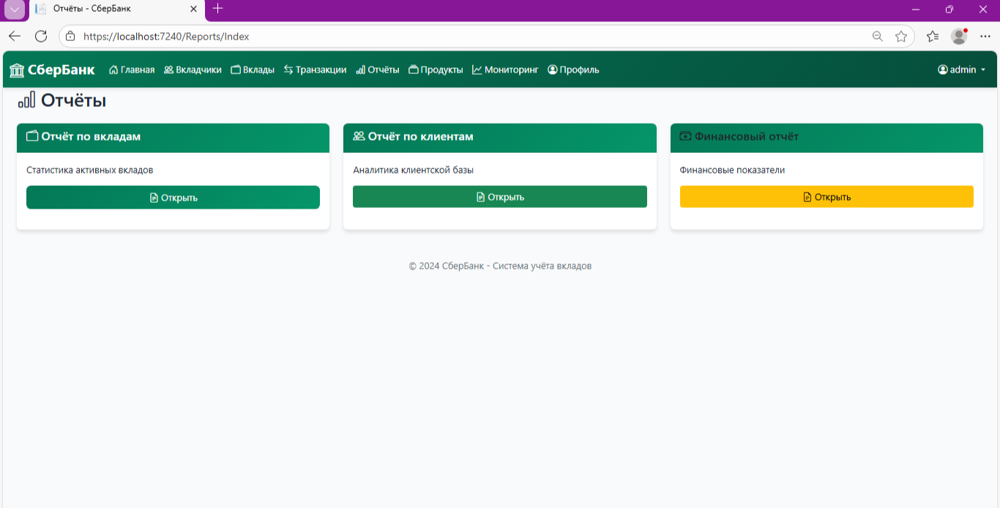 Отчёты - СберБанк
https://localhost:7240/Reports/Index
СберБанк Главная Вкладчики Вклады Транзакции Отчёты Продукты Мониторинг Профиль admin
Отчёты
Отчёт по вкладам
Статистика активных вкладов
Открыть
Отчёт по клиентам
Аналитика клиентской базы
Открыть
Финансовый отчёт
Финансовые показатели
Открыть
© 2024 СберБанк - Система учёта вкладов